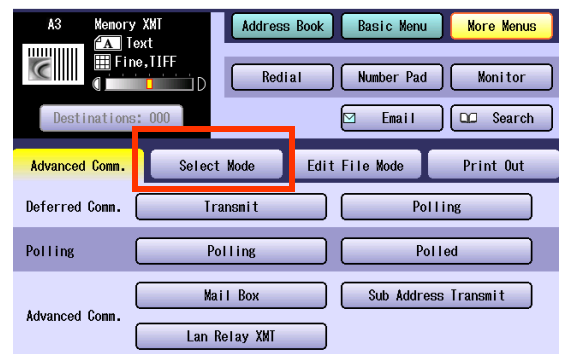 A3 Memory XMT
A Text
Fine,TIFF
Destinations: 000
Address Book Basic Menu More Menus
Redial Number Pad Monitor
Email Search
Advanced Comm. Select Mode Edit File Mode Print Out
Deferred Comm. Transmit Polling
Polling Polling Polled
Advanced Comm. Mail Box Sub Address Transmit
Lan Relay XMT